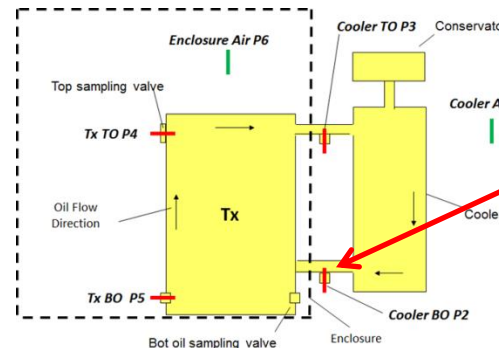 Cooler TO P3
Conservato
Enclosure Air P6
Top sampling valve
Cooler A
Tx TO P4
Oil Flow
Direction
Tx
Coole
Tx BO P5
Cooler BO P2
Enclosure
Bot oil sampling valve